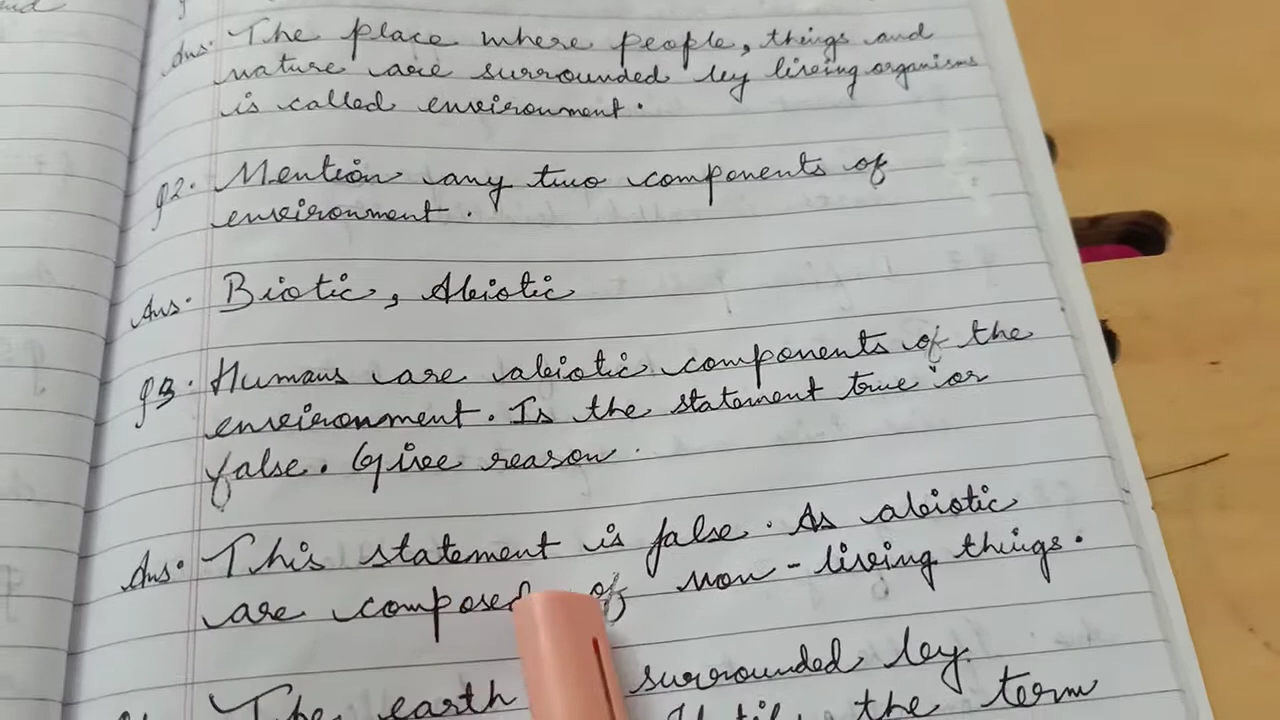 Ans. The place where people, things and
nature are surrounded by living organisms
is called environment.
Q2. Mention any two components of
environment.
Ans. Biotic, Abiotic
Q3. Humans are abiotic components of the
environment. Is the statement true or
false. Give reason.
Ans. This statement is false. As abiotic
are composed of non-living things.
The earth surrounded by
the term